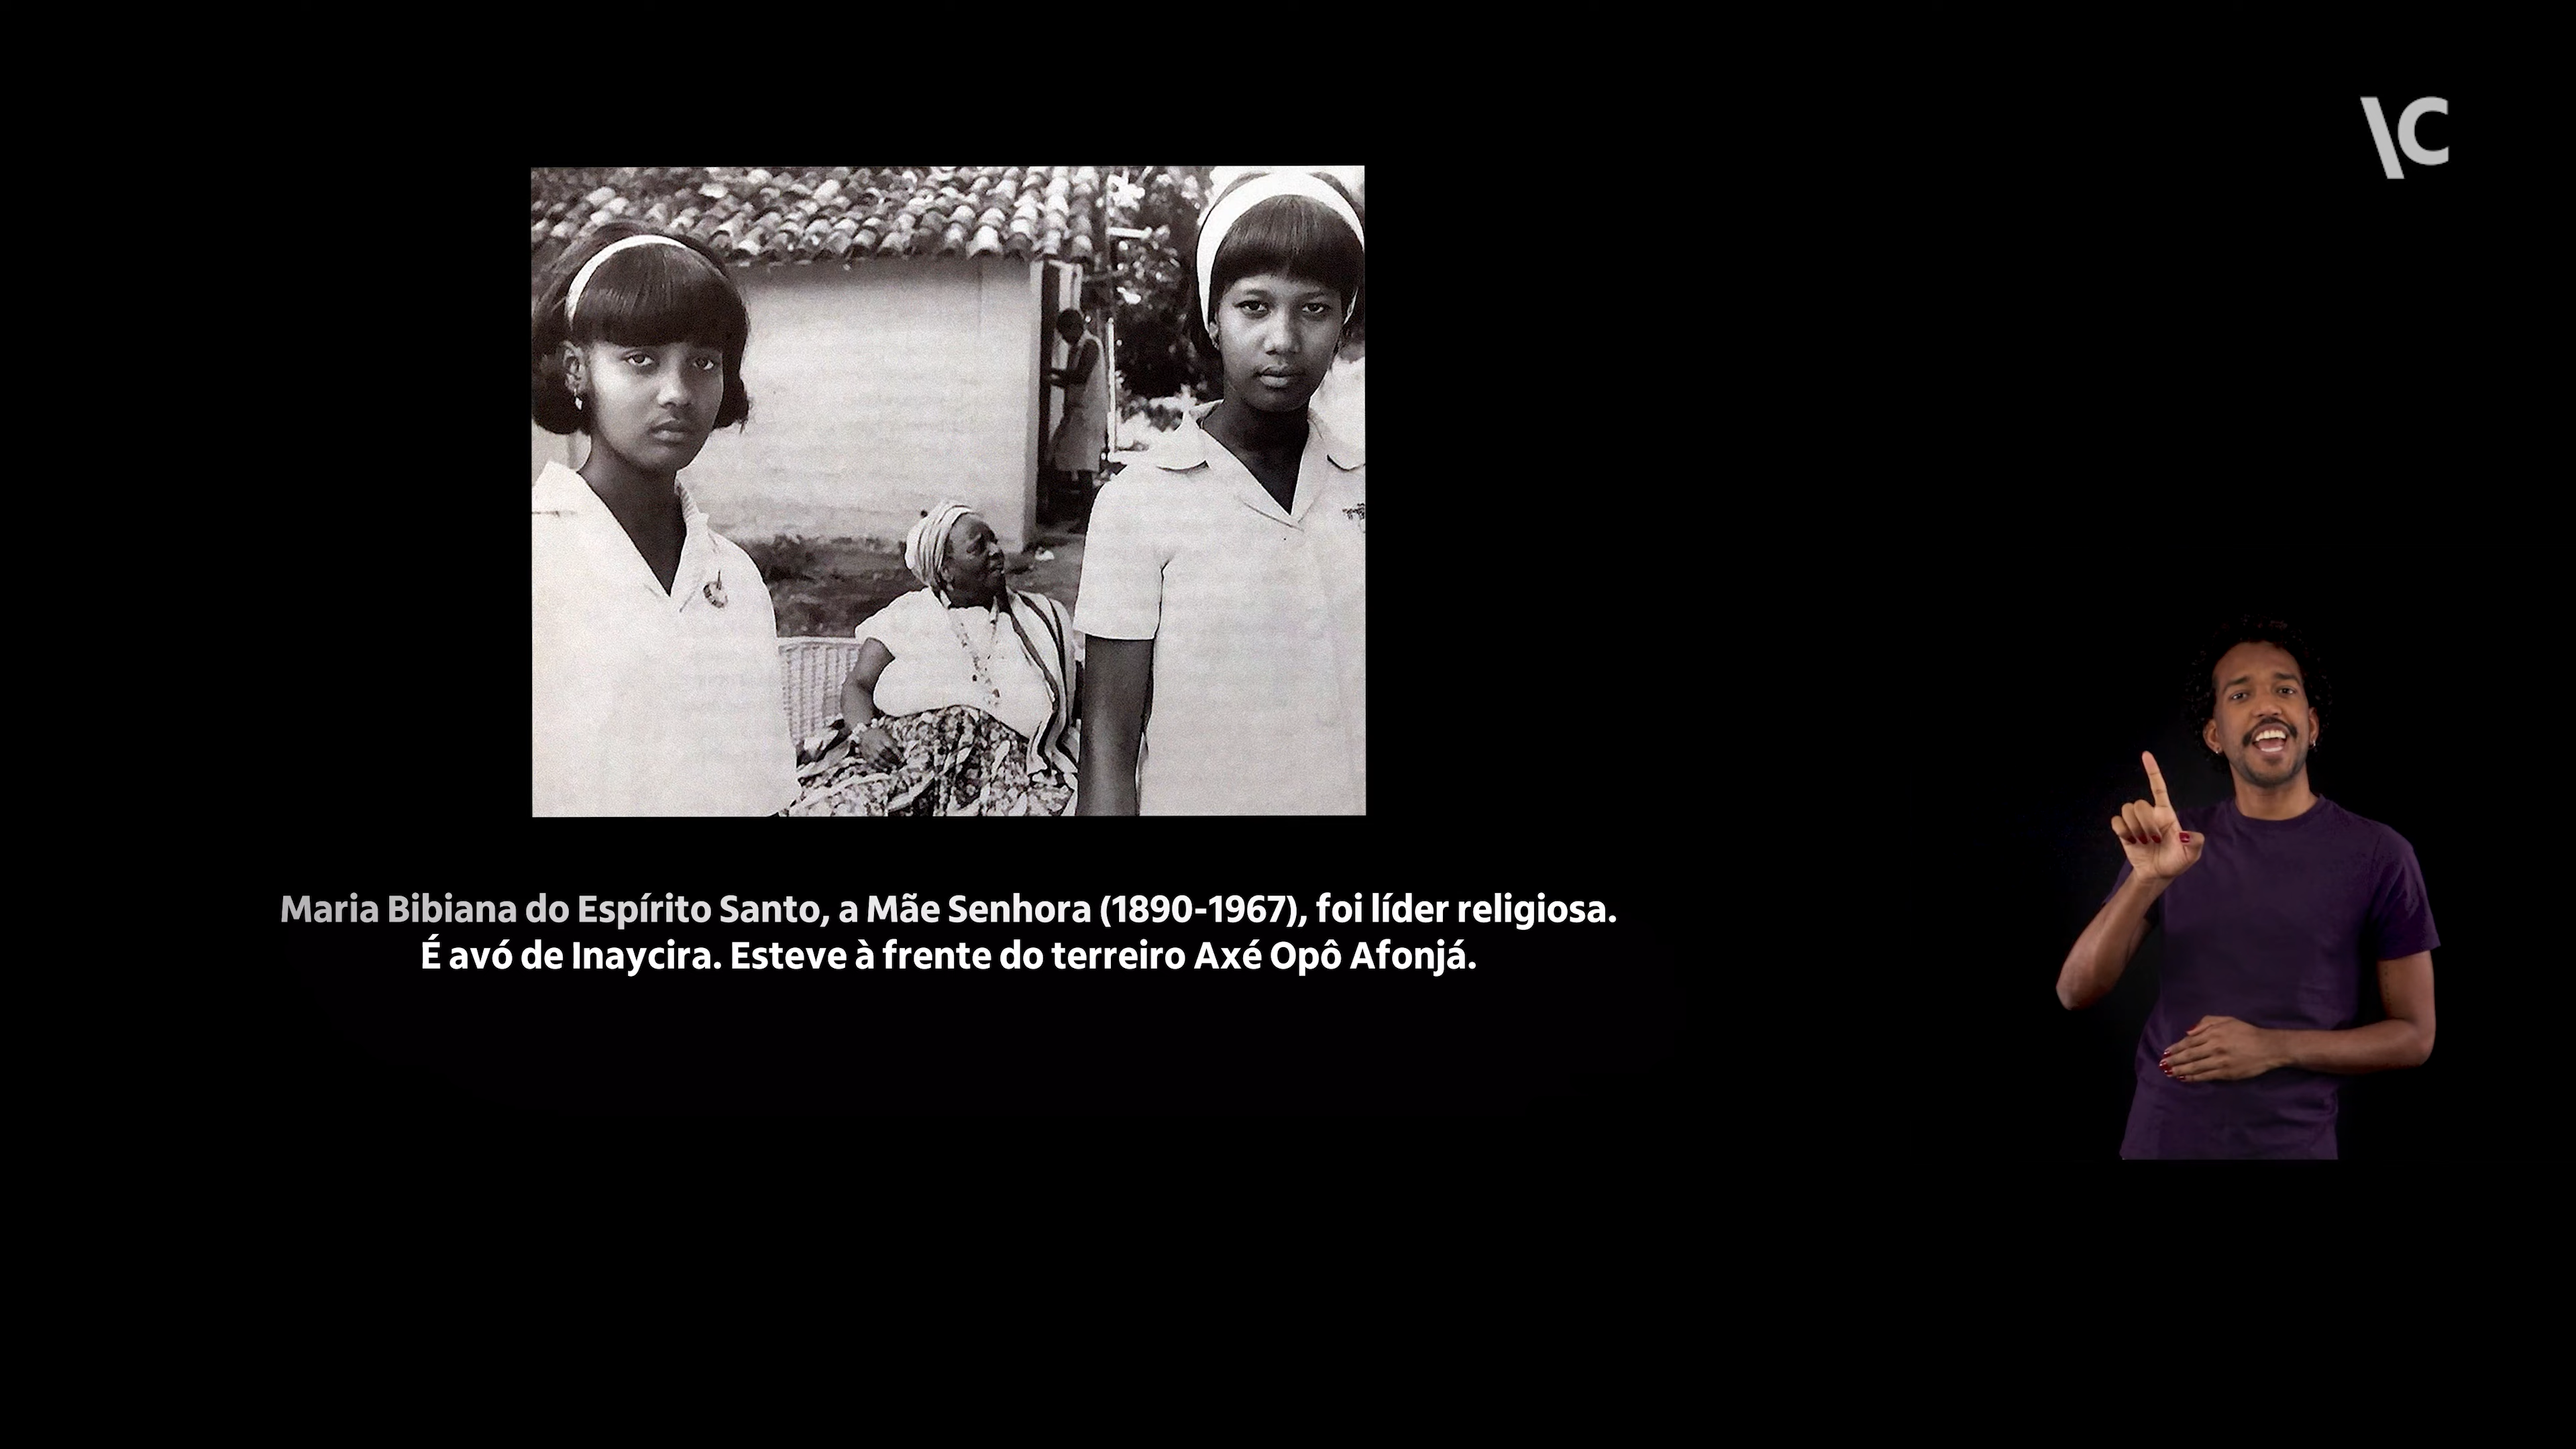 \C
Maria Bibiana do Espírito Santo, a Mãe Senhora (1890-1967), foi líder religiosa.
É avó de Inaycira. Esteve à frente do terreiro Axé Opô Afonjá.